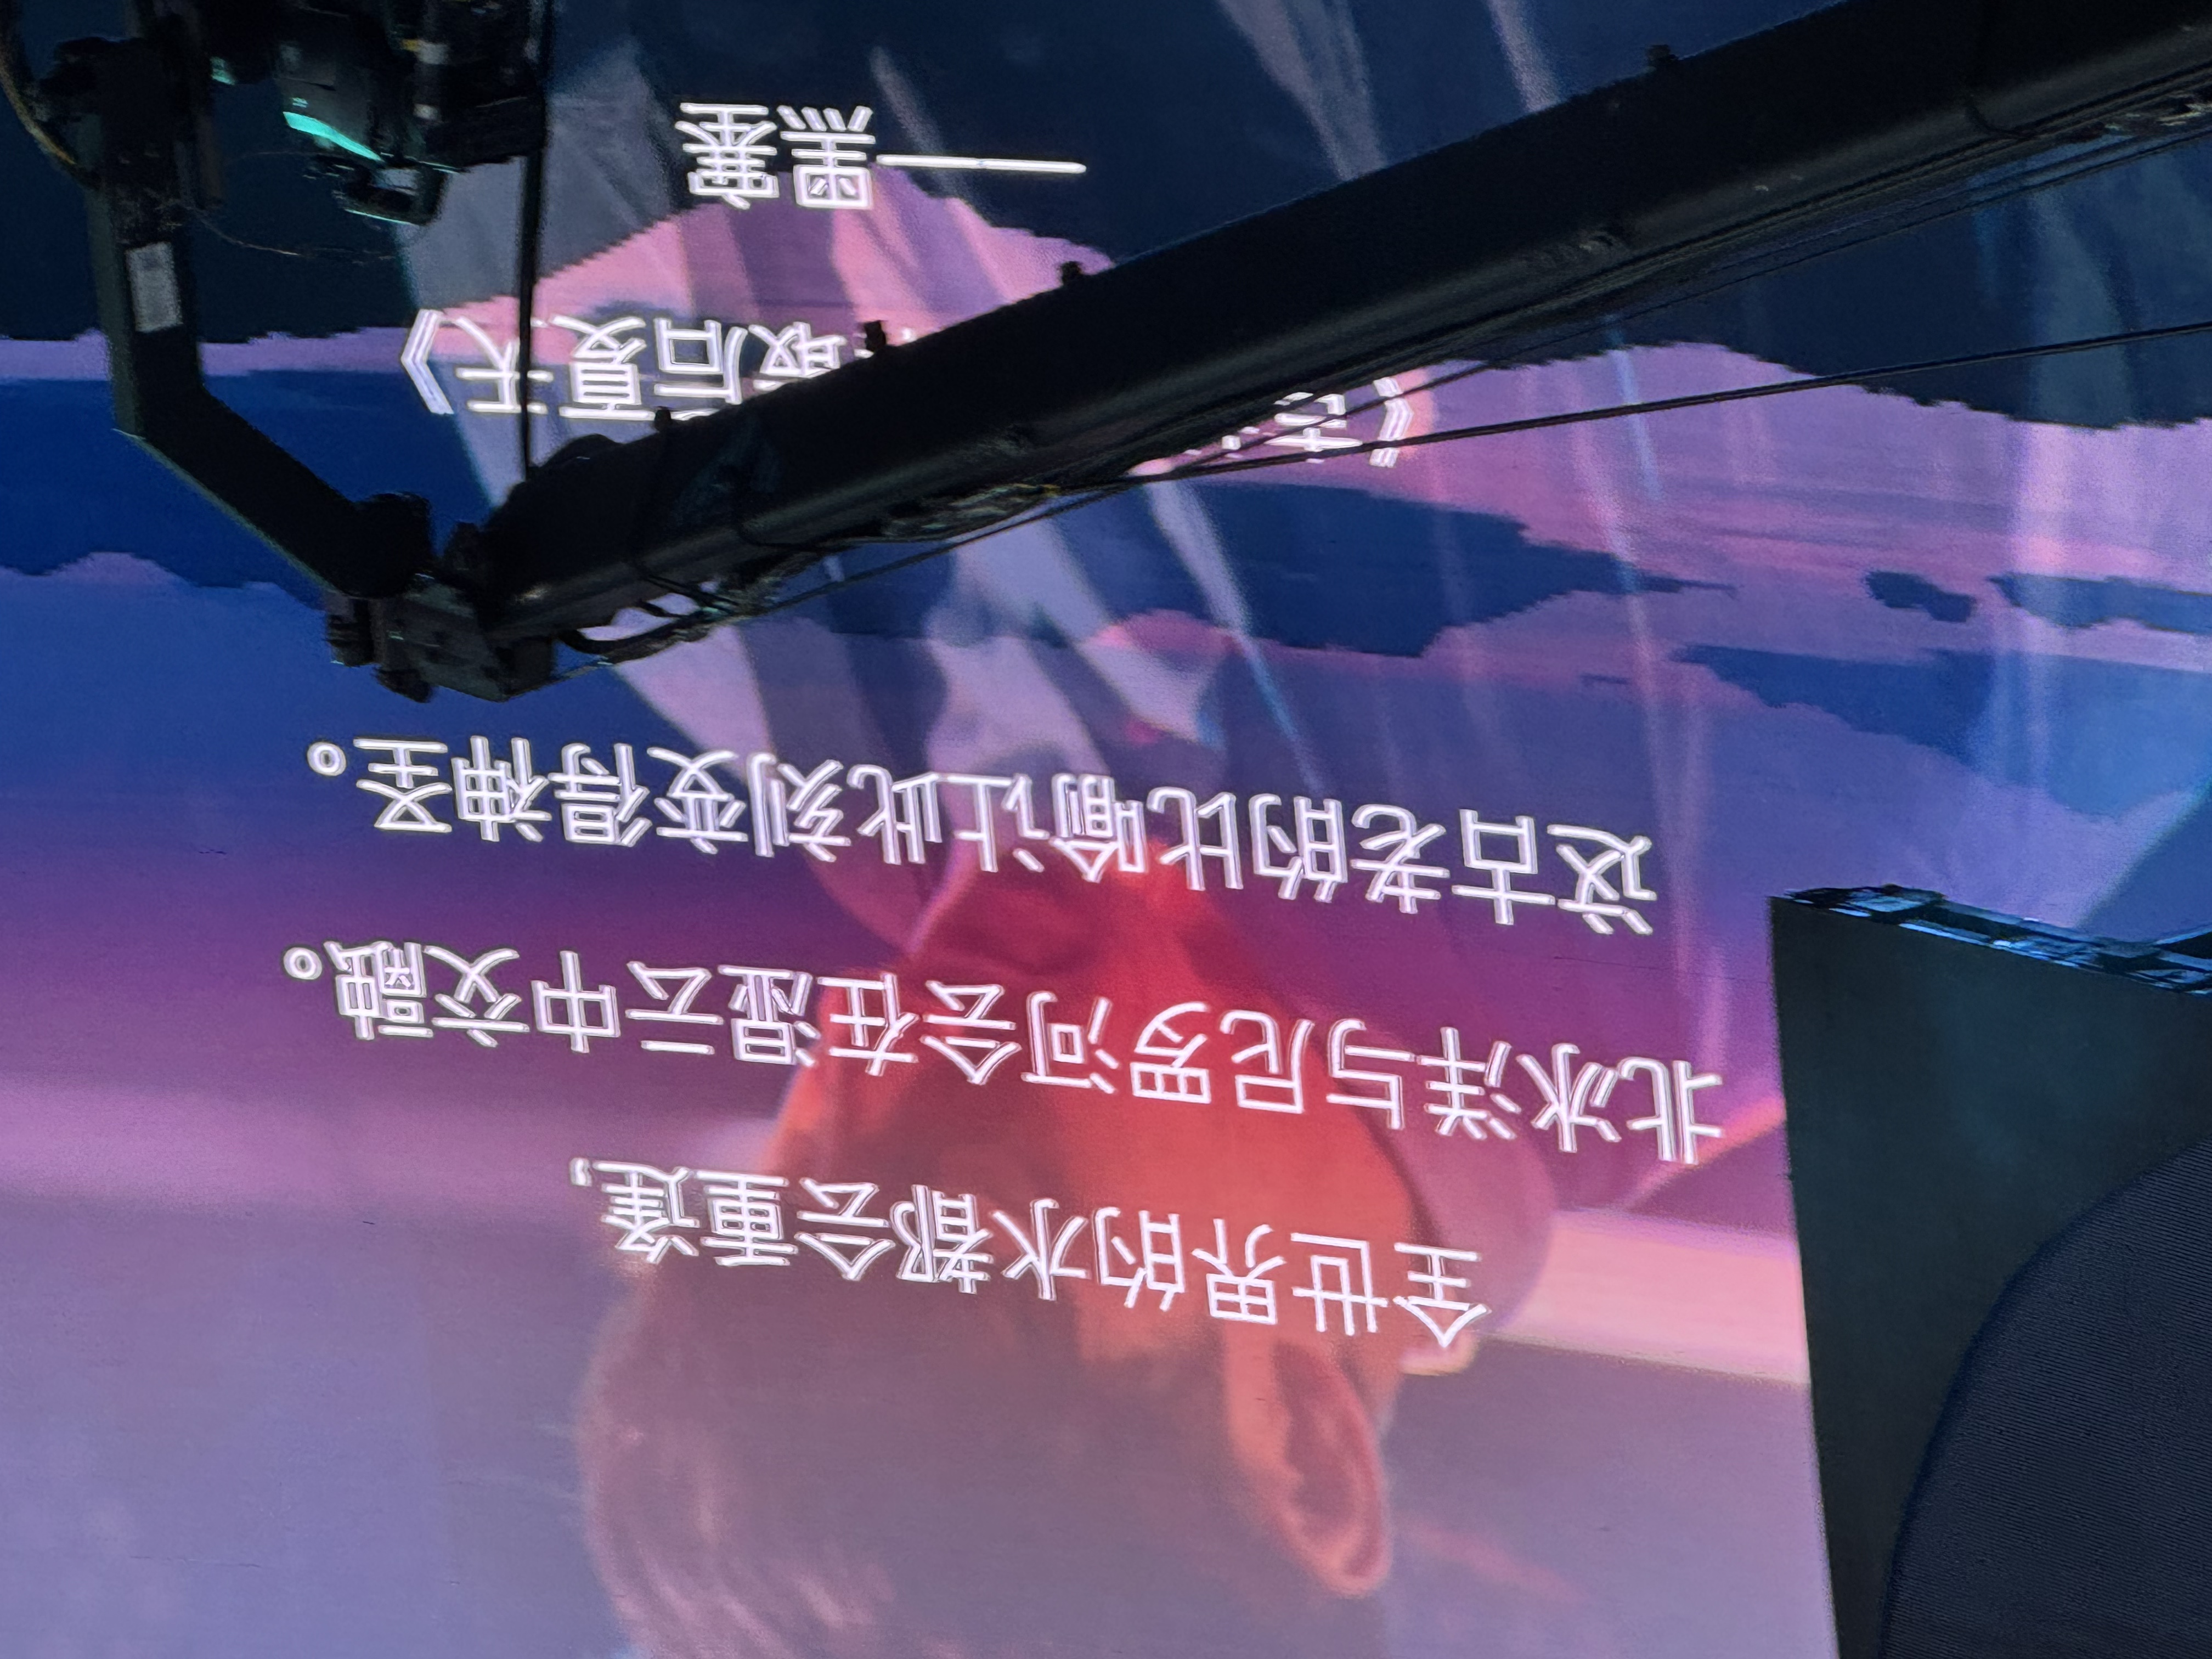 全世界的水都会重逢,
北冰洋与尼罗河会在湿云中交融。
这古老的比喻让此刻变得神圣。
《 最后夏天》
——黑塞